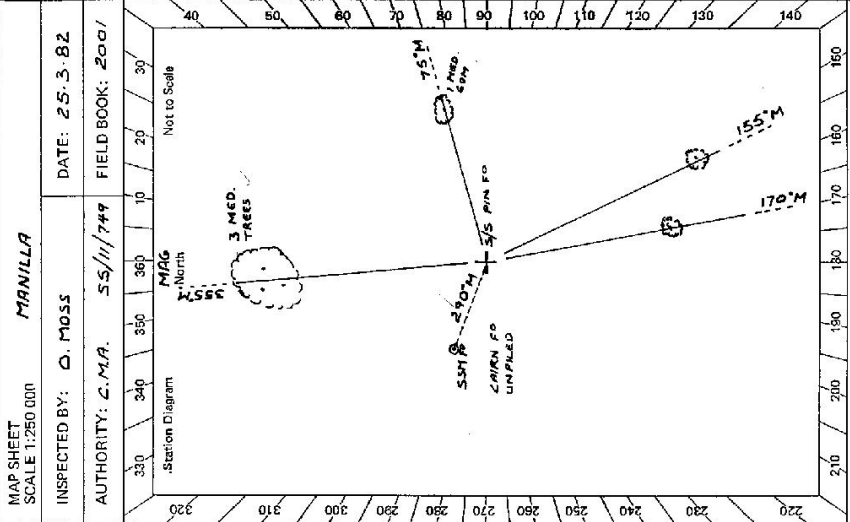 MAP SHEET MANILLA
SCALE 1:250 000
INSPECTED BY: D. MOSS DATE: 25.3.82
AUTHORITY: C.M.A. 55/11/749 FIELD BOOK: 2001
330 340 350 360 10 20 30
Station Diagram
MAG
North
Not to Scale
355°M
3 MED.
TREES
75°M
1 MED.
GUM
290°M
S/S PIN FD
SSM FD
CAIRN FD
UNPILED
155°M
170°M
40 50 60 70 80 90 100 110 120 130 140
150 160 170 180 190 200 210
320 310 300 290 280 270 260 250 240 230 220